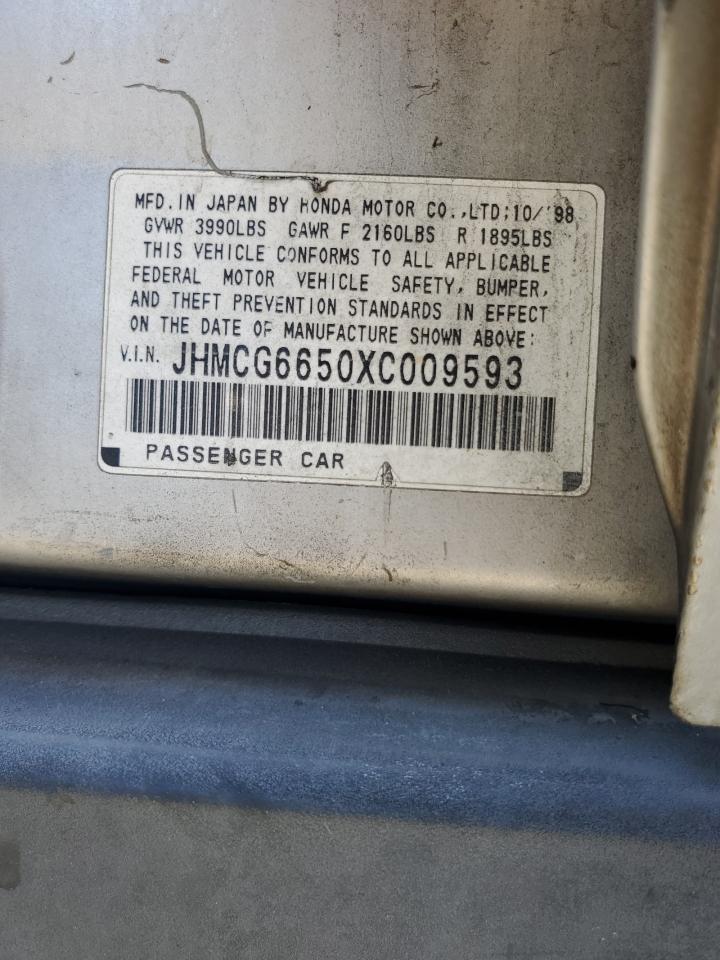 MFD. IN JAPAN BY HONDA MOTOR CO.,LTD;10/'98
GVWR 3990LBS GAWR F 2160LBS R 1895LBS
THIS VEHICLE CONFORMS TO ALL APPLICABLE
FEDERAL MOTOR VEHICLE SAFETY, BUMPER,
AND THEFT PREVENTION STANDARDS IN EFFECT
ON THE DATE OF MANUFACTURE SHOWN ABOVE:
V.I.N. JHMCG6650XC009593
PASSENGER CAR